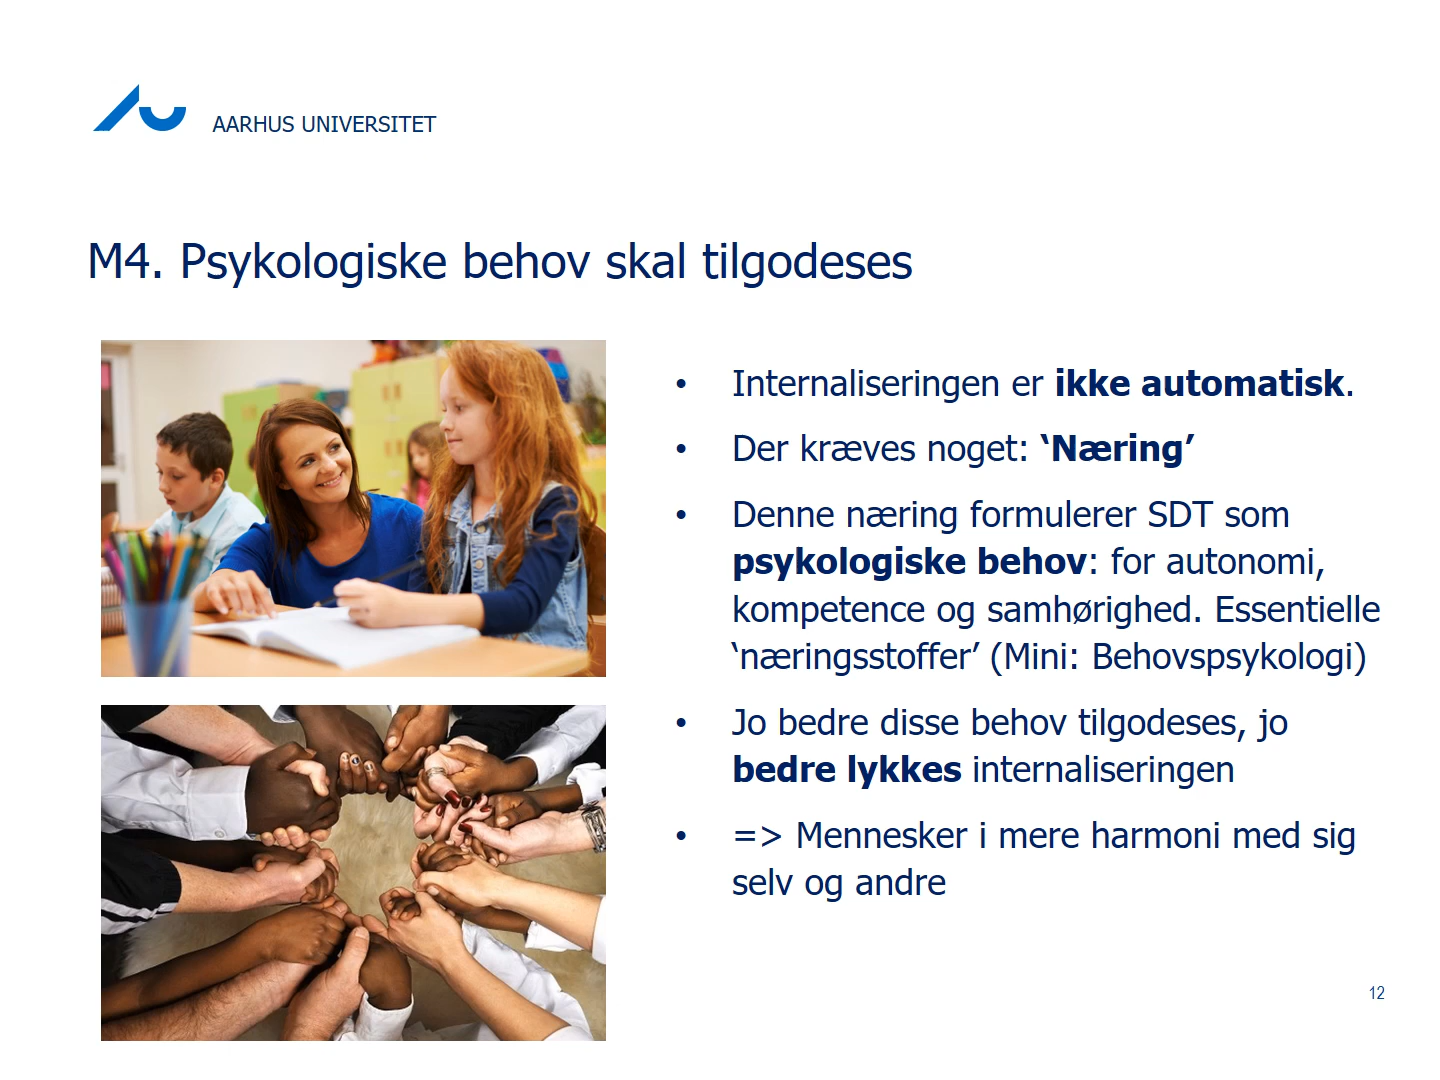 AARHUS UNIVERSITET
M4. Psykologiske behov skal tilgodeses
• Internaliseringen er ikke automatisk.
• Der kræves noget: ‘Næring’
• Denne næring formulerer SDT som
psykologiske behov: for autonomi,
kompetence og samhørighed. Essentielle
‘næringsstoffer’ (Mini: Behovspsykologi)
• Jo bedre disse behov tilgodeses, jo
bedre lykkes internaliseringen
• => Mennesker i mere harmoni med sig
selv og andre
12